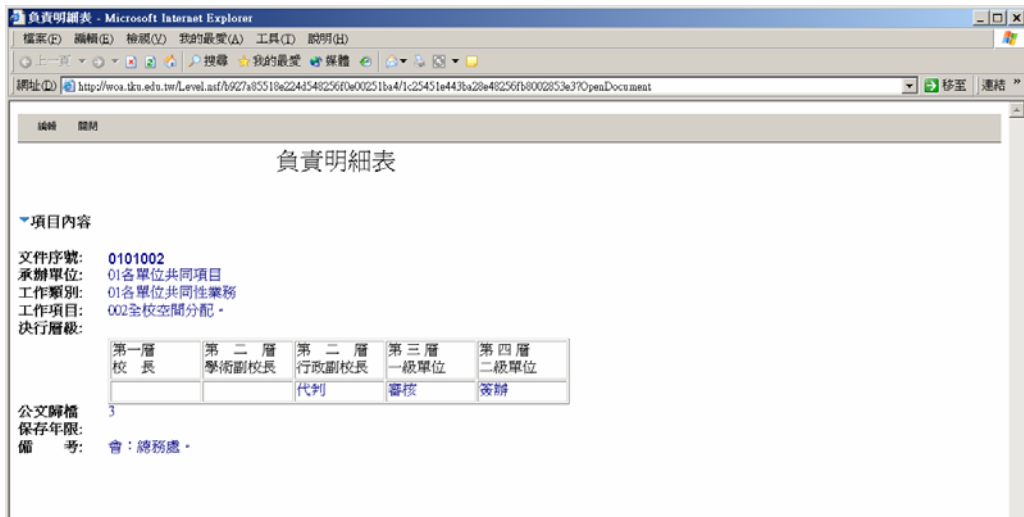 負責明細表 - Microsoft Internet Explorer
檔案(F) 編輯(E) 檢視(V) 我的最愛(A) 工具(T) 說明(H)
上一頁 搜尋 我的最愛 媒體
網址(D) http://woa.tku.edu.tw/Level.nsf/b927a85518e224d548256f0e00251ba4/1c25451e443ba28e48256fb8002853e3?OpenDocument 移至 連結 »
編輯 關閉
負責明細表
項目內容
文件序號: 0101002
承辦單位: 01各單位共同項目
工作類別: 01各單位共同性業務
工作項目: 002全校空間分配。
決行層級:
第一層 第 二 層 第 二 層 第 三 層 第 四 層
校 長 學術副校長 行政副校長 一級單位 二級單位
代判 審核 簽辦
公文歸檔 3
保存年限:
備 考: 會：總務處。